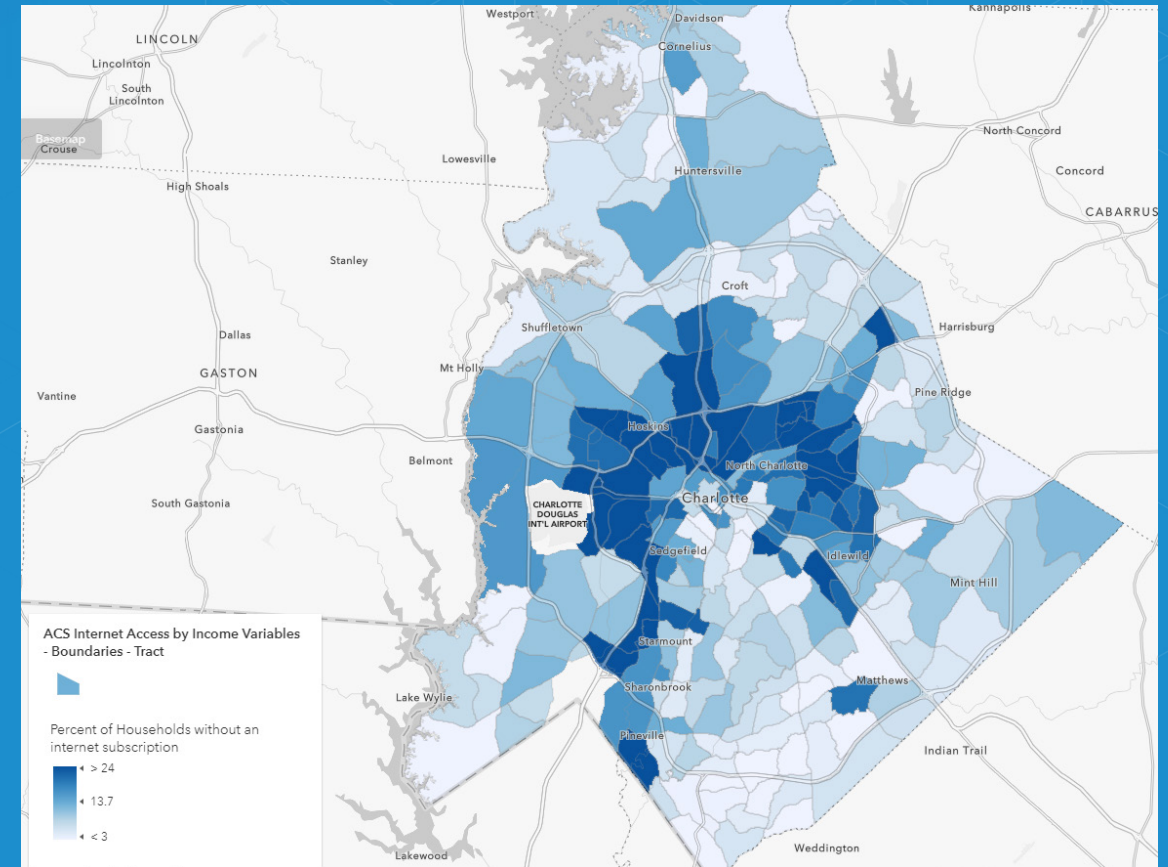 Westport
Davidson
Kannapolis
LINCOLN
Cornelius
Lincolnton
South
Lincolnton
North Concord
Basemap
Crouse
Lowesville
Huntersville
Concord
High Shoals
CABARRUS
Stanley
Croft
Shuffletown
Harrisburg
Dallas
Mt Holly
GASTON
Vantine
Pine Ridge
Gastonia
Hoskins
Belmont
North Charlotte
South Gastonia
Charlotte
CHARLOTTE
DOUGLAS
INT'L AIRPORT
Sedgefield
Idlewild
Mint Hill
ACS Internet Access by Income Variables
- Boundaries - Tract
Starmount
Matthews
Sharonbrook
Lake Wylie
Percent of Households without an
internet subscription
Pineville
Indian Trail
> 24
13.7
< 3
Weddington
Lakewood